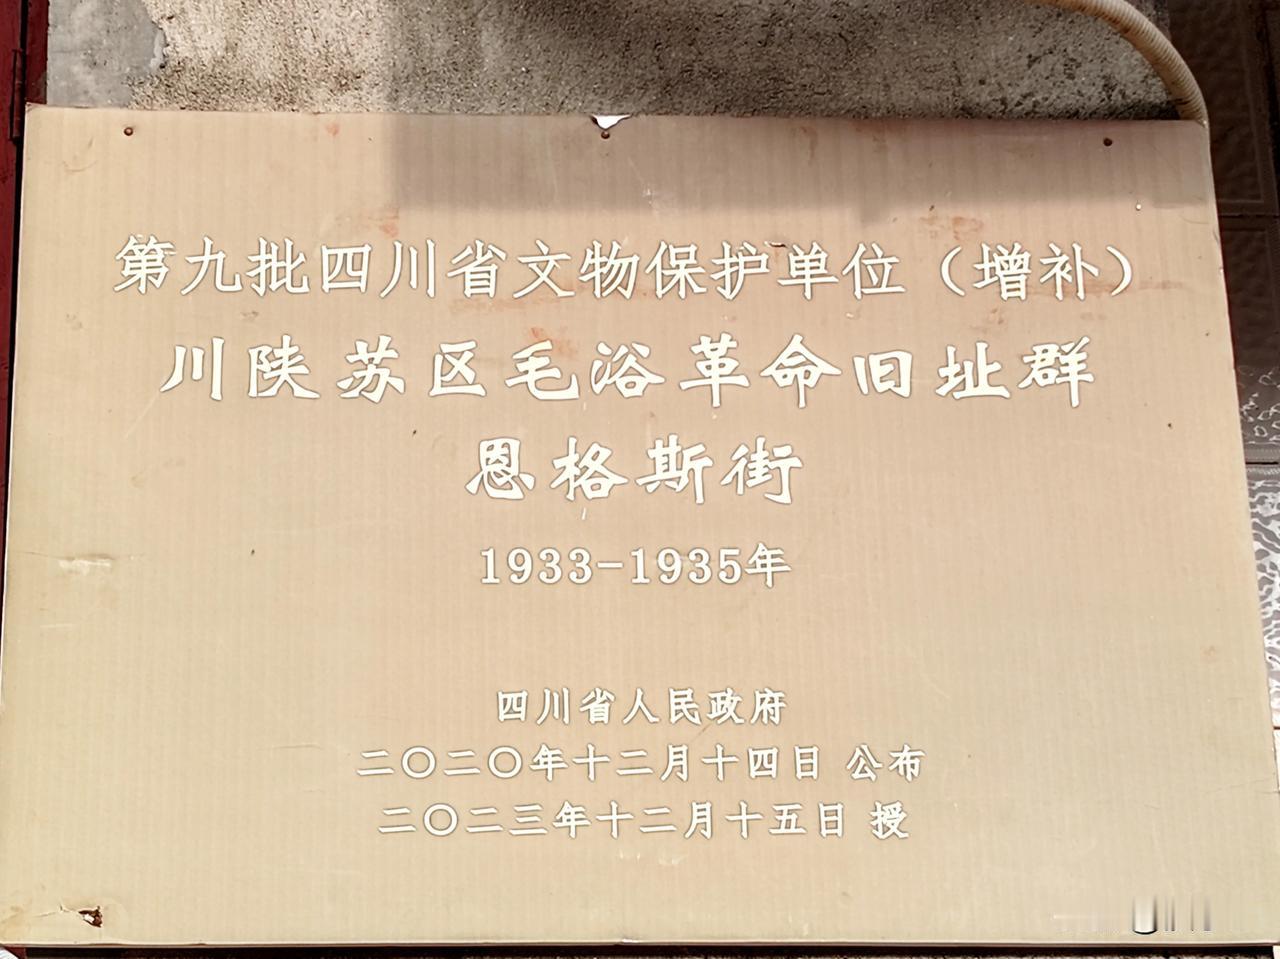 第九批四川省文物保护单位（增补）
川陕苏区毛浴革命旧址群
恩格斯街
1933-1935年
四川省人民政府
二〇二〇年十二月十四日 公布
二〇二三年十二月十五日 授